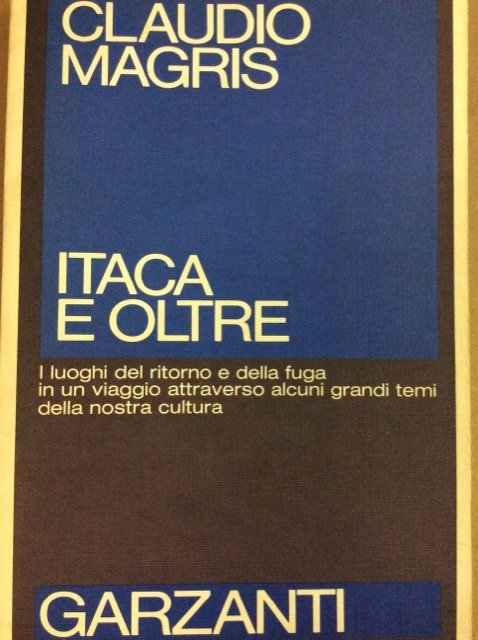 CLAUDIO
MAGRIS
ITACA
E OLTRE
I luoghi del ritorno e della fuga
in un viaggio attraverso alcuni grandi temi
della nostra cultura
GARZANTI